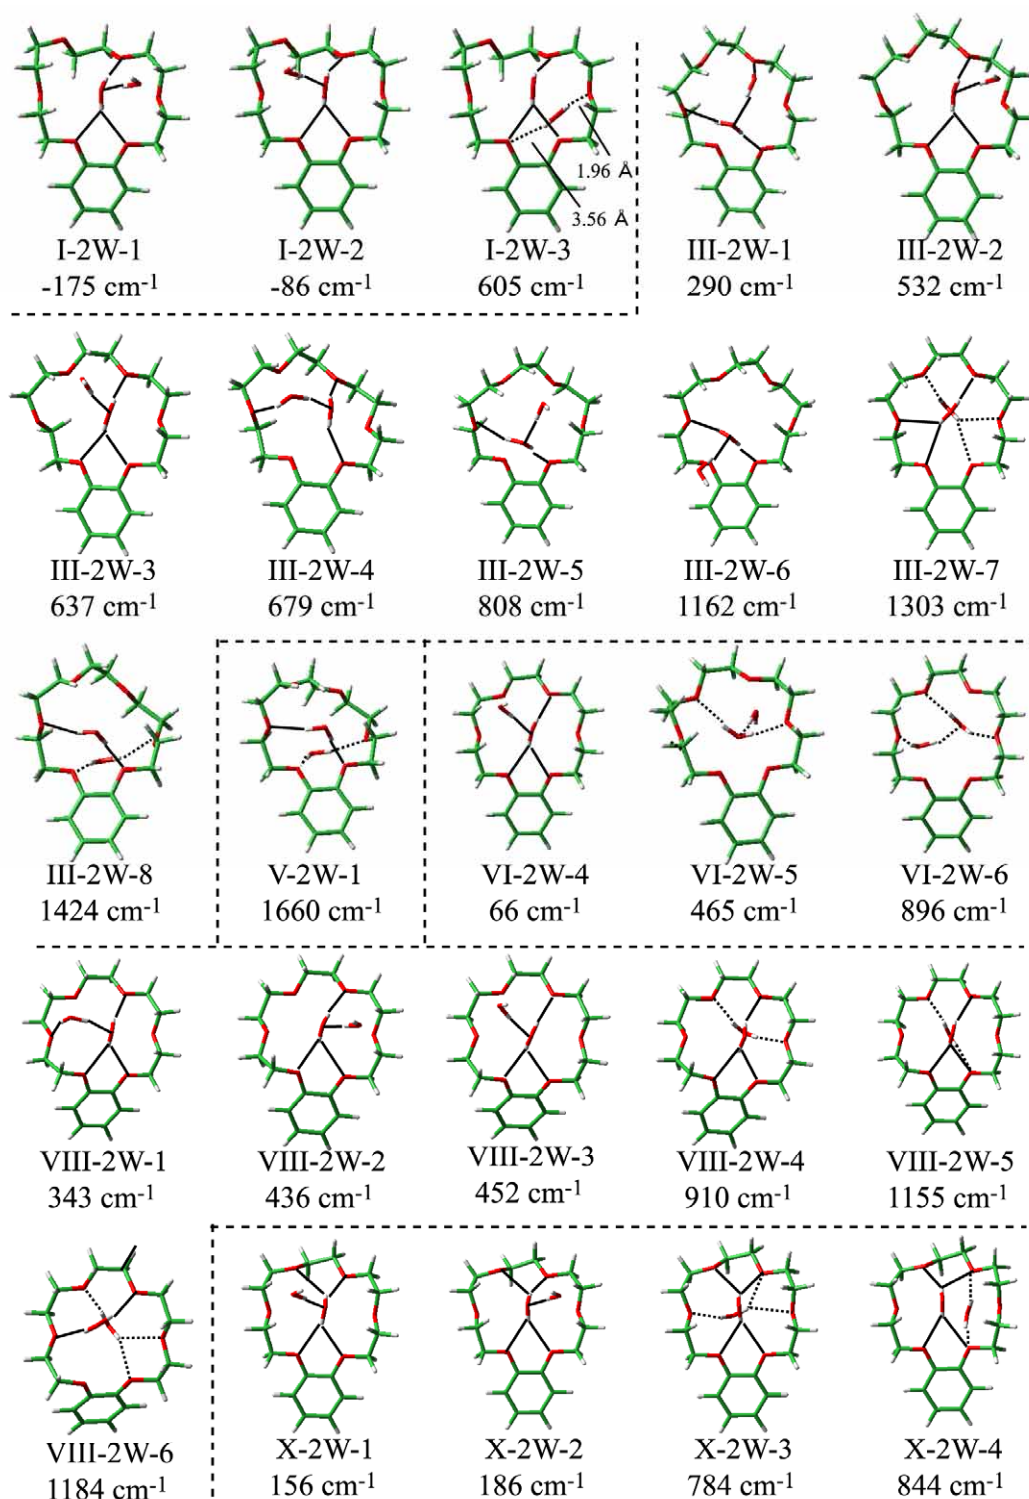 1.96 Å
3.56 Å
I-2W-1
I-2W-2
I-2W-3
III-2W-1
III-2W-2
-175 cm-1
-86 cm-1
605 cm-1
290 cm-1
532 cm-1
III-2W-3
III-2W-4
III-2W-5
III-2W-6
III-2W-7
637 cm-1
679 cm-1
808 cm-1
1162 cm-1
1303 cm-1
III-2W-8
V-2W-1
VI-2W-4
VI-2W-5
VI-2W-6
1424 cm-1
1660 cm-1
66 cm-1
465 cm-1
896 cm-1
VIII-2W-1
VIII-2W-2
VIII-2W-3
VIII-2W-4
VIII-2W-5
343 cm-1
436 cm-1
452 cm-1
910 cm-1
1155 cm-1
VIII-2W-6
X-2W-1
X-2W-2
X-2W-3
X-2W-4
1184 cm-1
156 cm-1
186 cm-1
784 cm-1
844 cm-1